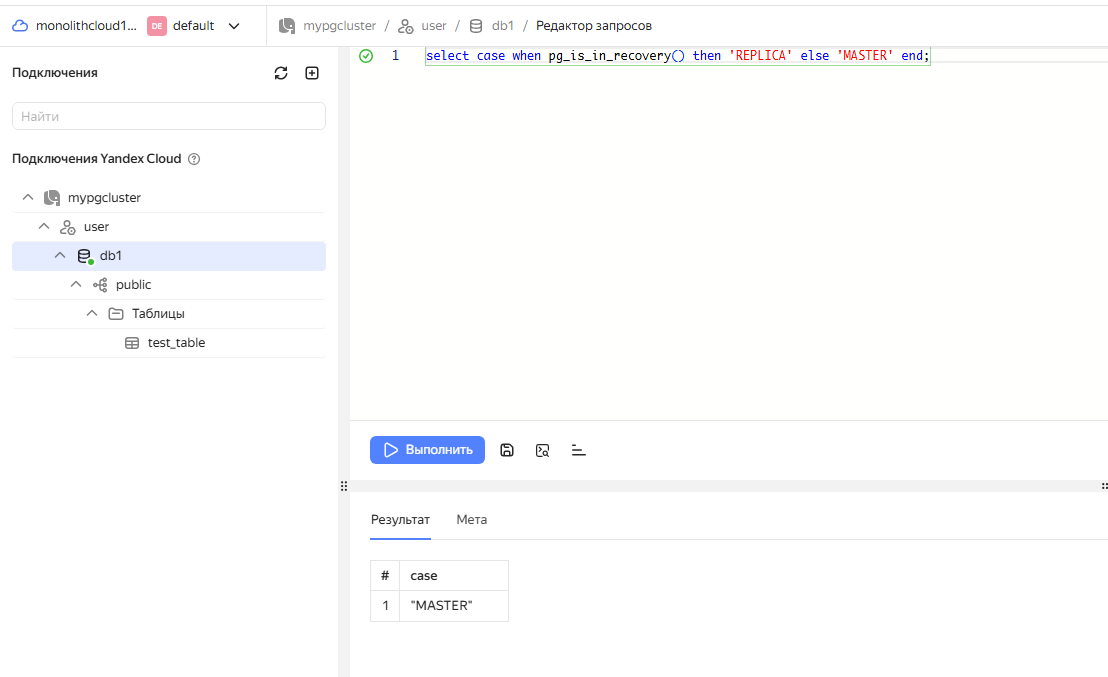 monolithcloud1... DE default mypgcluster / user / db1 / Редактор запросов
Подключения
Найти
Подключения Yandex Cloud
mypgcluster
user
db1
public
Таблицы
test_table
1 select case when pg_is_in_recovery() then 'REPLICA' else 'MASTER' end;
Выполнить
Результат Мета
# case
1 "MASTER"